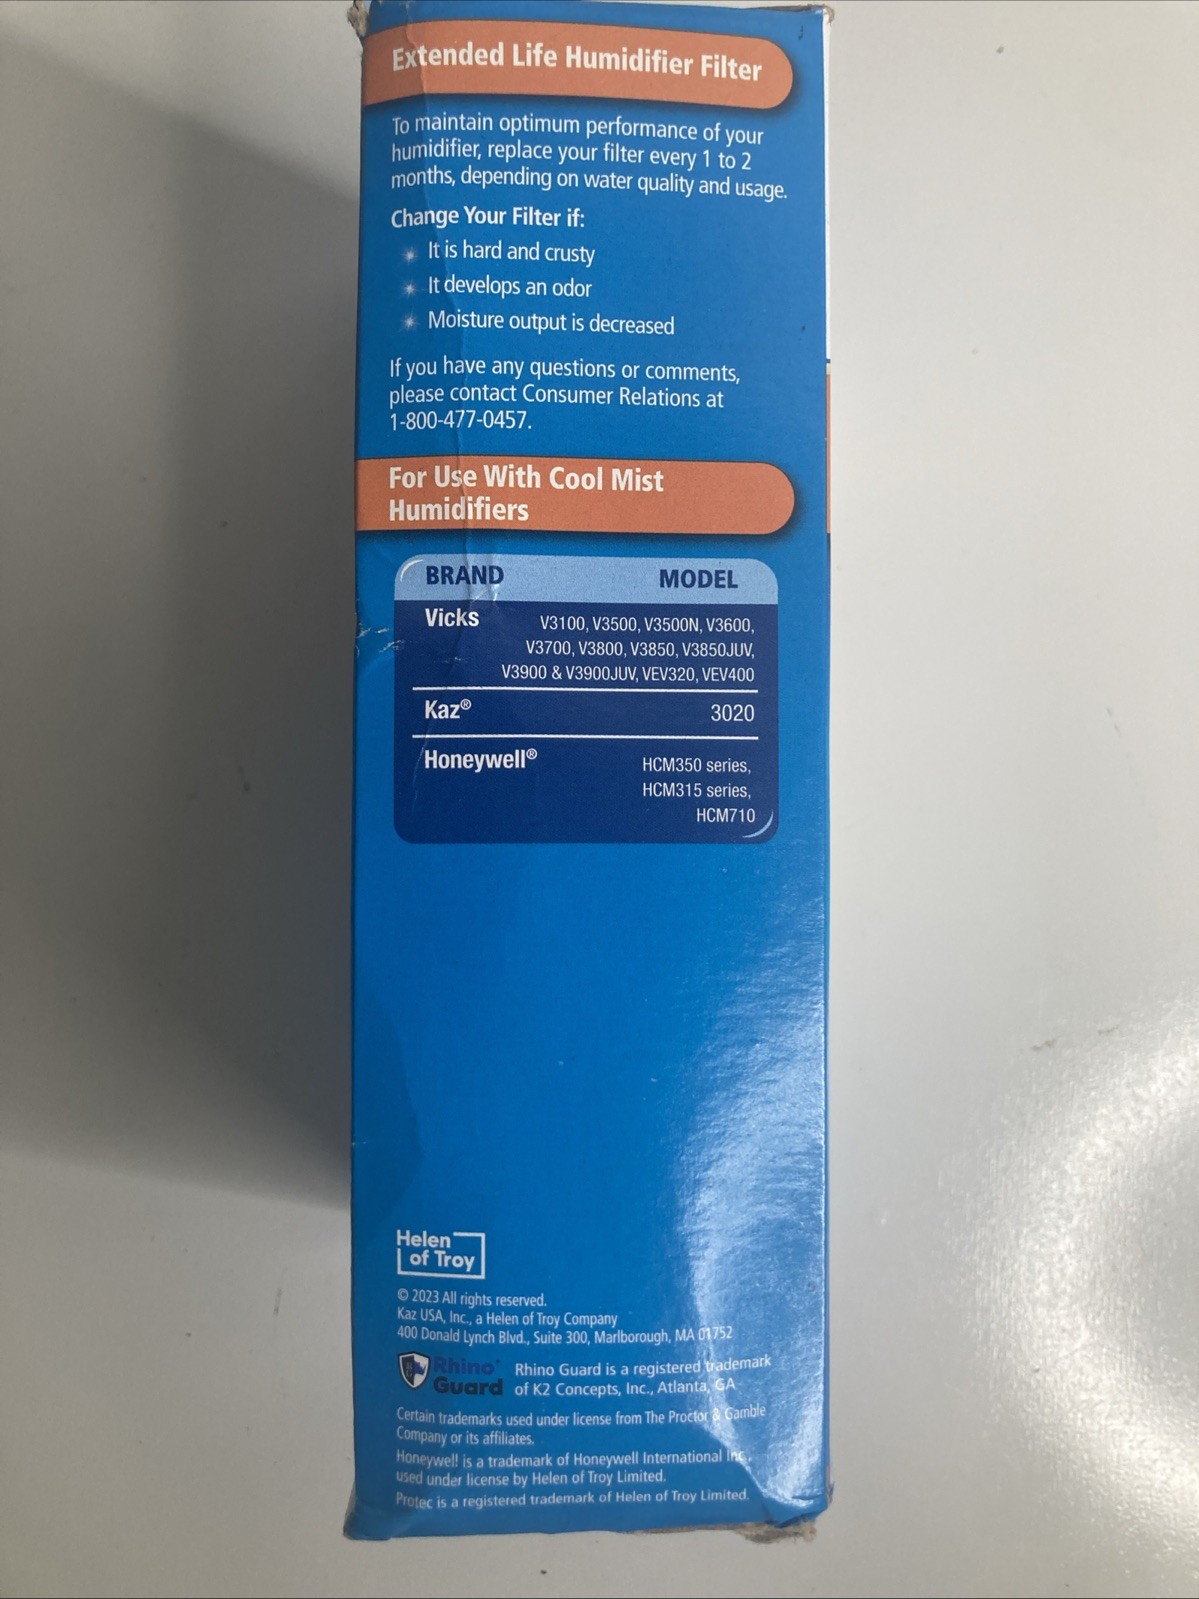 Extended Life Humidifier Filter
To maintain optimum performance of your
humidifier, replace your filter every 1 to 2
months, depending on water quality and usage.
Change Your Filter if:
It is hard and crusty
It develops an odor
Moisture output is decreased
If you have any questions or comments,
please contact Consumer Relations at
1-800-477-0457.
For Use With Cool Mist
Humidifiers
BRAND MODEL
Vicks V3100, V3500, V3500N, V3600,
V3700, V3800, V3850, V3850JUV,
V3900 & V3900JUV, VEV320, VEV400
Kaz® 3020
Honeywell® HCM350 series,
HCM315 series,
HCM710
Helen
of Troy
© 2023 All rights reserved.
Kaz USA, Inc., a Helen of Troy Company
400 Donald Lynch Blvd., Suite 300, Marlborough, MA 01752
Rhino Guard is a registered trademark
Rhino
Guard
of K2 Concepts, Inc., Atlanta, GA
Certain trademarks used under license from The Proctor & Gamble
Company or its affiliates.
Honeywell is a trademark of Honeywell International Inc.,
used under license by Helen of Troy Limited.
Protec is a registered trademark of Helen of Troy Limited.